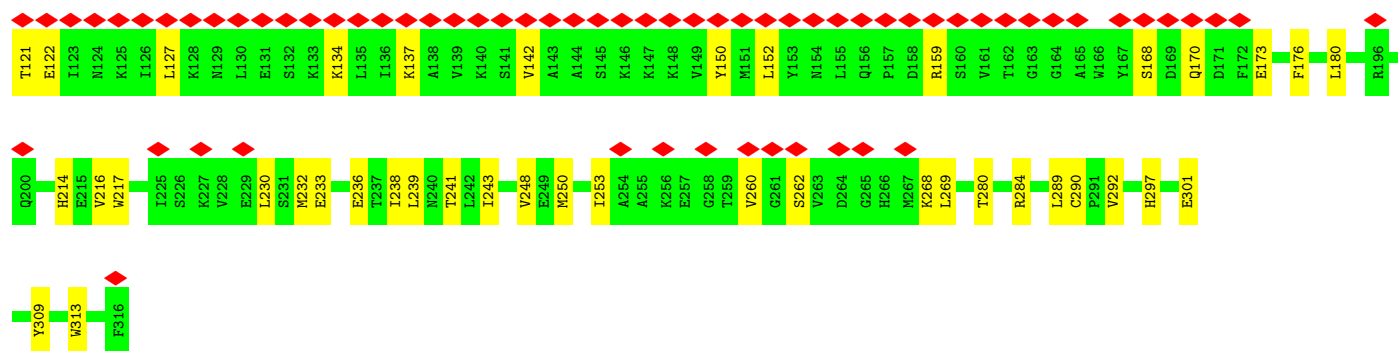 T121 E122 I123 N124 K125 I126 L127 K128 N129 L130 E131 S132 K133 K134 L135 I136 K137 A138 V139 K140 S141 V142 A143 A144 S145 K146 K147 K148 V149 Y150 M151 L152 Y153 N154 L155 Q156 P157 D158 R159 S160 V161 T162 G163 G164 A165 W166 Y167 S168 D169 Q170 D171 F172 E173 F176 L180 R196
Q200 H214 E215 V216 W217 I225 S226 K227 V228 E229 L230 S231 M232 E233 E236 T237 I238 L239 N240 T241 L242 I243 V248 E249 M250 I253 A254 A255 K256 E257 G258 T259 V260 G261 S262 V263 D264 G265 H266 M267 K268 L269 T280 R284 L289 C290 P291 V292 H297 E301
Y309 W313 F316